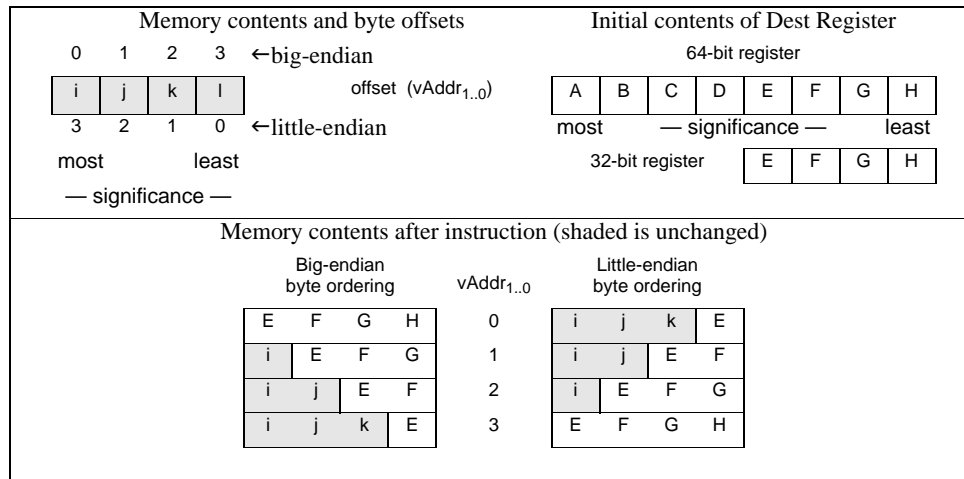 Memory contents and byte offsets
0 1 2 3 ←big-endian
i j k l offset (vAddr1..0)
3 2 1 0 ←little-endian
most least
— significance —
Initial contents of Dest Register
64-bit register
A B C D E F G H
most — significance — least
32-bit register E F G H
Memory contents after instruction (shaded is unchanged)
Big-endian
byte ordering
vAddr1..0
Little-endian
byte ordering
E F G H 0 i j k E
i E F G 1 i j E F
i j E F 2 i E F G
i j k E 3 E F G H